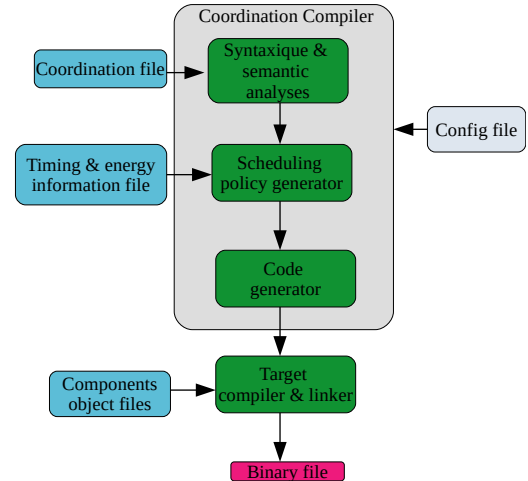 Coordination Compiler
Syntaxique &
semantic
analyses
Coordination file
Config file
Timing & energy
information file
Scheduling
policy generator
Code
generator
Target
compiler & linker
Components
object files
Binary file